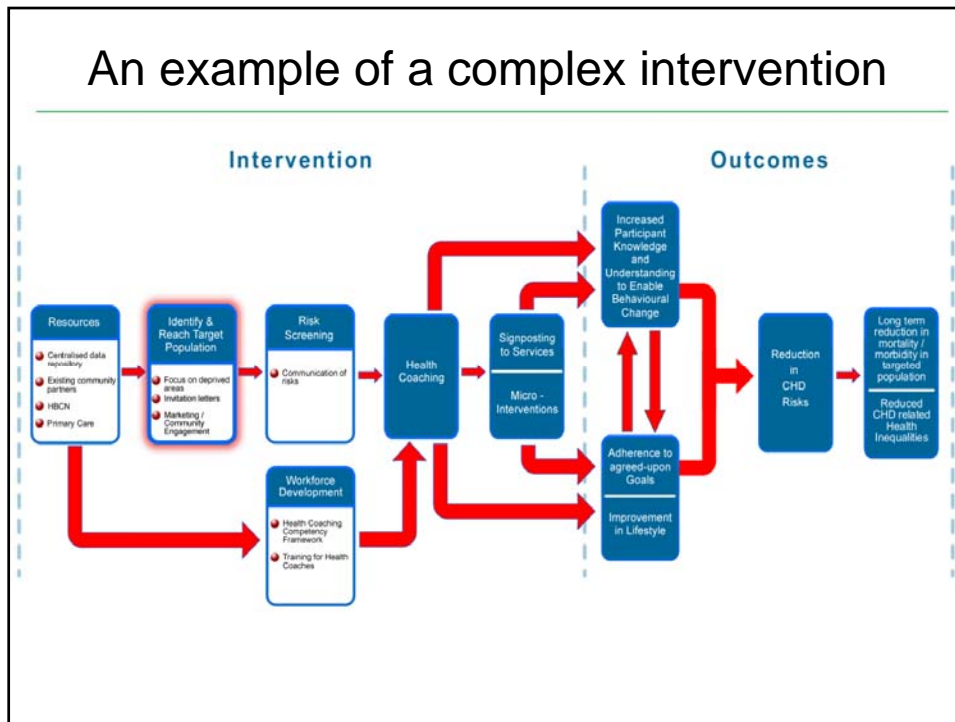 An example of a complex intervention
Intervention
Outcomes
Resources
Centralised data
repository
Existing community
partners
HBCN
Primary Care
Identify &
Reach Target
Population
Focus on deprived
areas
Invitation letters
Marketing /
Community
Engagement
Risk
Screening
Communication of
risks
Workforce
Development
Health Coaching
Competency
Framework
Training for Health
Coaches
Health
Coaching
Signposting
to Services
Micro -
Interventions
Increased
Participant
Knowledge
and
Understanding
to Enable
Behavioural
Change
Adherence to
agreed-upon
Goals
Improvement
in Lifestyle
Reduction
in
CHD
Risks
Long term
reduction in
mortality /
morbidity in
targeted
population
Reduced
CHD related
Health
Inequalities